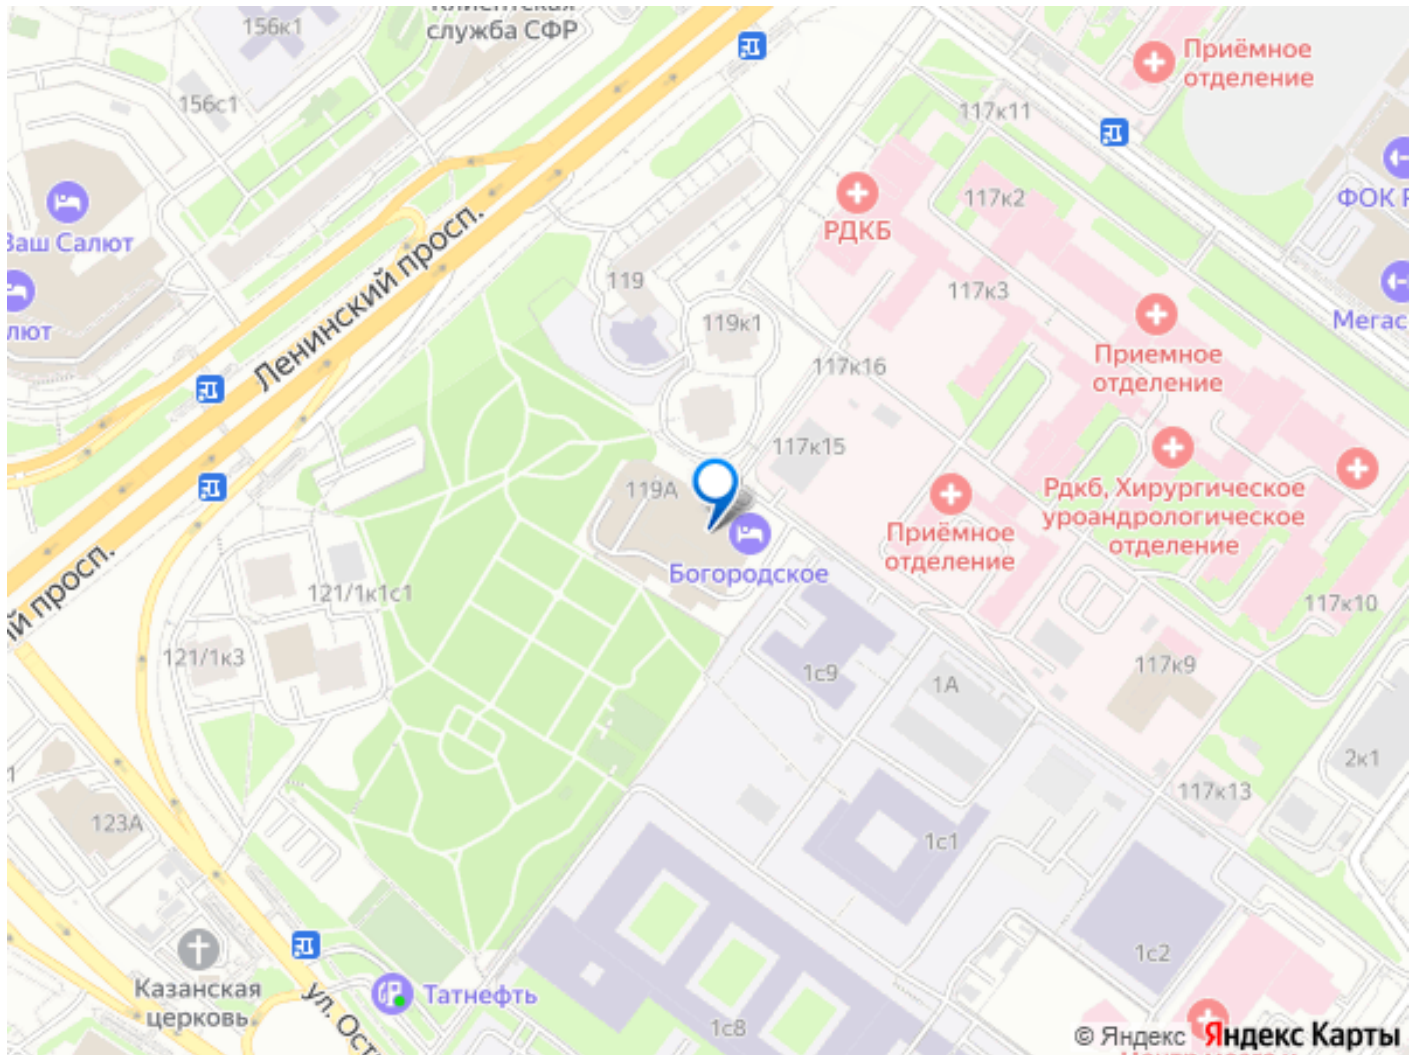 156к1
Клиентская
служба СФР
Приёмное
отделение
156с1
117к11
РДКБ
117к2
ФОК
Ваш Салют
Ленинский просп.
119
117к3
119к1
Мегас
Приемное
отделение
117к16
117к15
119А
Рдкб, Хирургическое
уроандрологическое
отделение
Приёмное
отделение
Богородское
просп.
121/1к1с1
117к10
121/1к3
1с9
1А
117к9
2к1
117к13
123А
1с1
1с2
Казанская
церковь
ул. Ост
Татнефть
1с8
© Яндекс Яндекс Карты